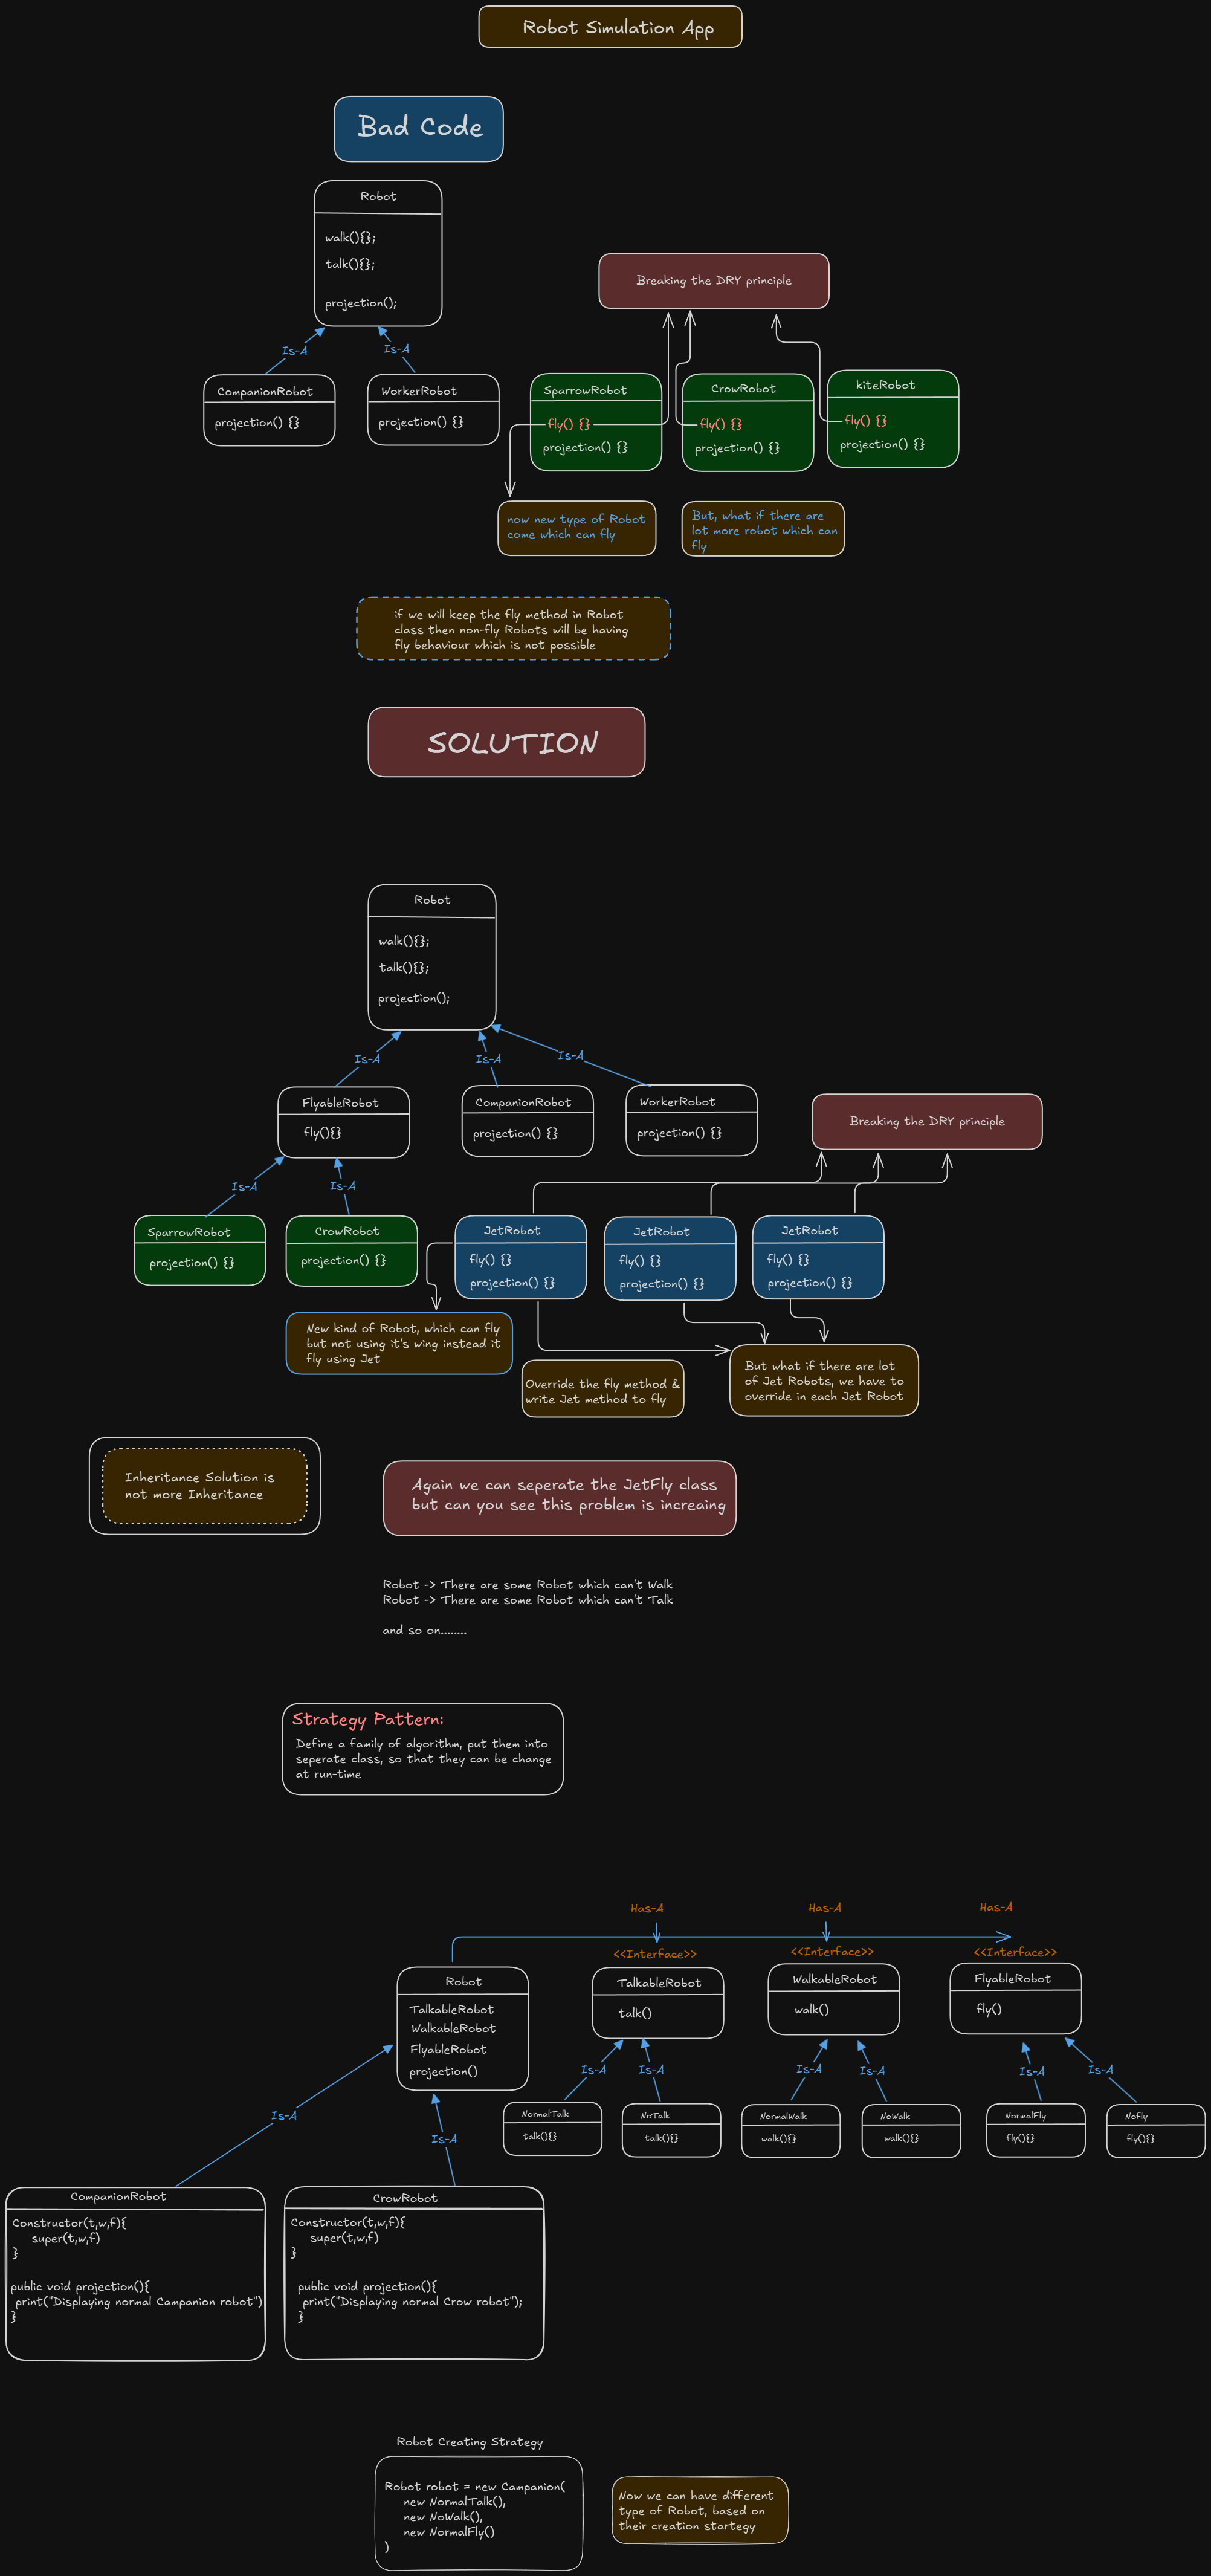 Robot Simulation App
Bad Code
Robot
walk(){};
talk(){};
projection();
Is-A
Is-A
CompanionRobot
projection() {}
WorkerRobot
projection() {}
Breaking the DRY principle
SparrowRobot
fly() {}
projection() {}
CrowRobot
fly() {}
projection() {}
kiteRobot
fly() {}
projection() {}
now new type of Robot
come which can fly
But, what if there are
lot more robot which can
fly
if we will keep the fly method in Robot
class then non-fly Robots will be having
fly behaviour which is not possible
SOLUTION
Robot
walk(){};
talk(){};
projection();
Is-A
Is-A
Is-A
FlyableRobot
fly(){}
CompanionRobot
projection() {}
WorkerRobot
projection() {}
Breaking the DRY principle
Is-A
Is-A
SparrowRobot
projection() {}
CrowRobot
projection() {}
JetRobot
fly() {}
projection() {}
JetRobot
fly() {}
projection() {}
JetRobot
fly() {}
projection() {}
New kind of Robot, which can fly
but not using it's wing instead it
fly using Jet
Override the fly method &
write Jet method to fly
But what if there are lot
of Jet Robots, we have to
override in each Jet Robot
Inheritance Solution is
not more Inheritance
Again we can seperate the JetFly class
but can you see this problem is increaing
Robot -> There are some Robot which can't Walk
Robot -> There are some Robot which can't Talk
and so on........
Strategy Pattern:
Define a family of algorithm, put them into
seperate class, so that they can be change
at run-time
Has-A
Has-A
Has-A
<<Interface>>
<<Interface>>
<<Interface>>
Robot
TalkableRobot
WalkableRobot
FlyableRobot
projection()
TalkableRobot
talk()
WalkableRobot
walk()
FlyableRobot
fly()
Is-A
Is-A
Is-A
Is-A
Is-A
Is-A
NormalTalk
talk(){}
NoTalk
talk(){}
NormalWalk
walk(){}
NoWalk
walk(){}
NormalFly
fly(){}
Nofly
fly(){}
Is-A
Is-A
CompanionRobot
Constructor(t,w,f){
super(t,w,f)
}
public void projection(){
print("Displaying normal Campanion robot")
}
CrowRobot
Constructor(t,w,f){
super(t,w,f)
}
public void projection(){
print("Displaying normal Crow robot");
}
Robot Creating Strategy
Robot robot = new Campanion(
new NormalTalk(),
new NoWalk(),
new NormalFly()
)
Now we can have different
type of Robot, based on
their creation startegy